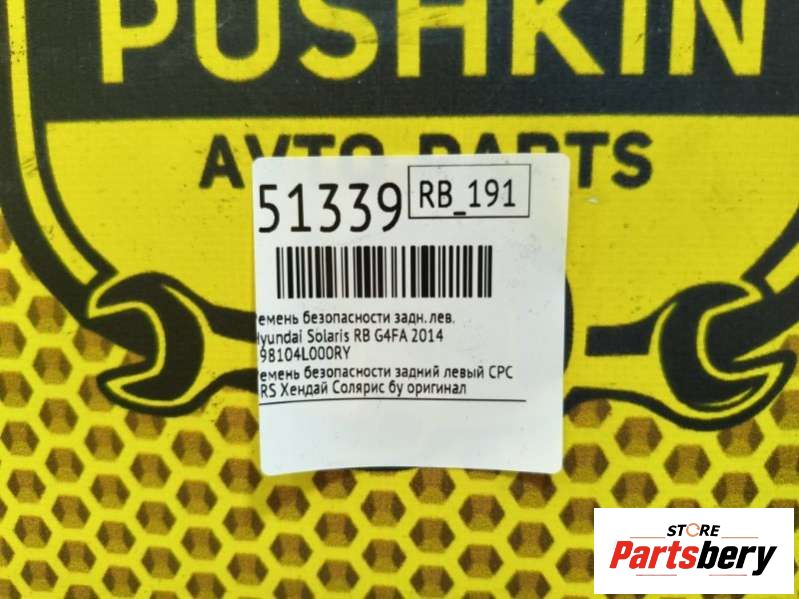 PUSHKIN
AVTO PARTS
51339
RB_191
емень безопасности задн.лев.
Hyundai Solaris RB G4FA 2014
98104L000RY
емень безопасности задний левый СРС
RS Хендай Солярис бу оригинал
STORE
Partsbery